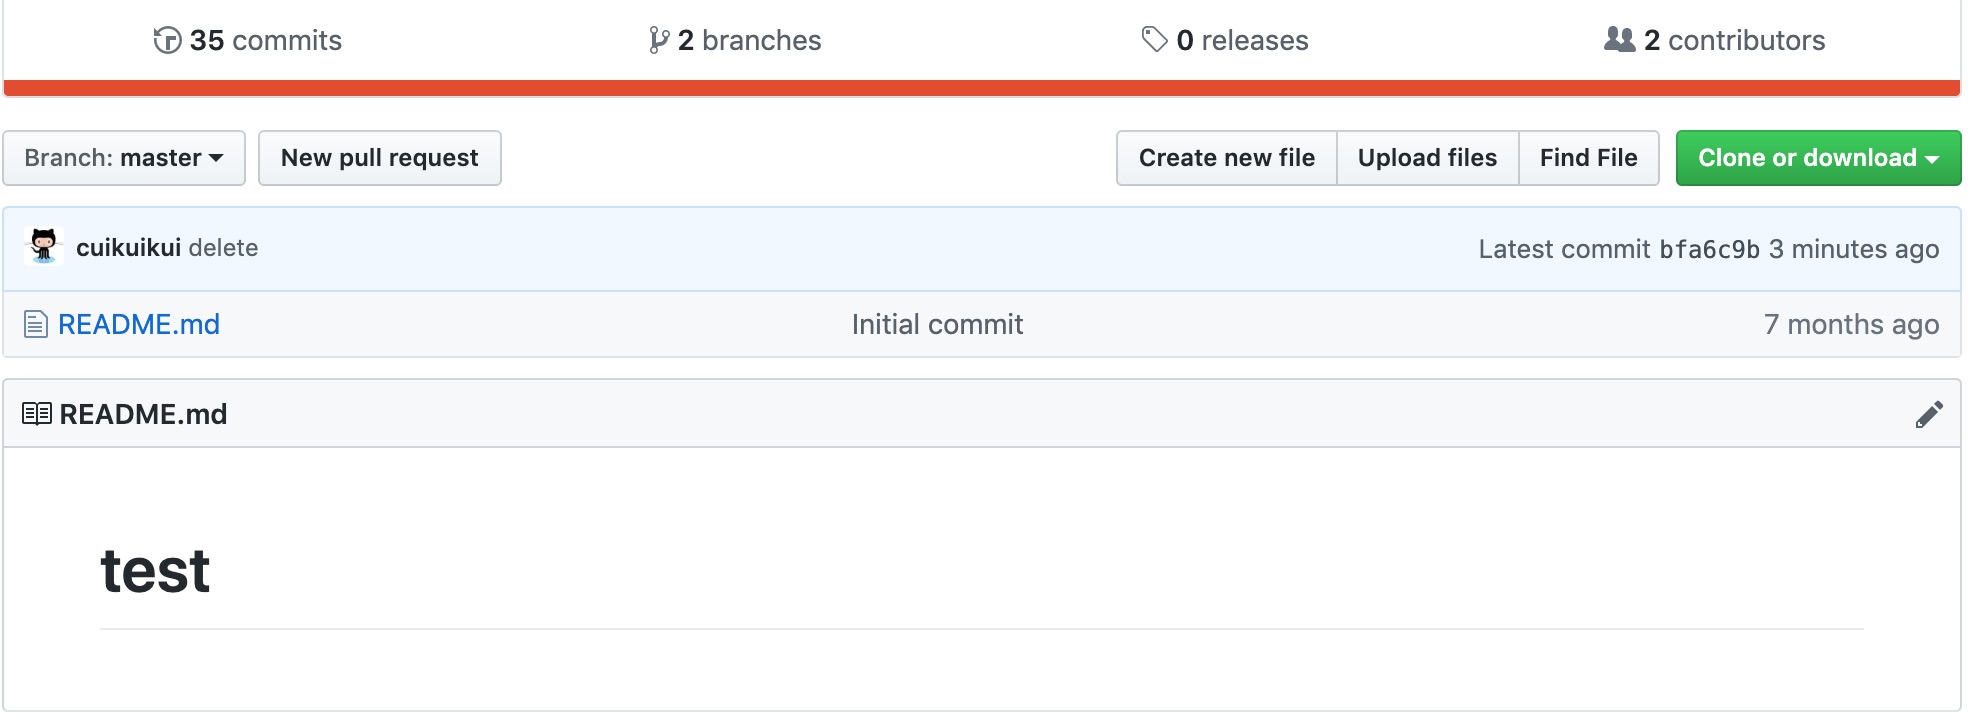 35 commits 2 branches 0 releases 2 contributors
Branch: master New pull request Create new file Upload files Find File Clone or download
cuikuikui delete Latest commit bfa6c9b 3 minutes ago
README.md Initial commit 7 months ago
README.md
test